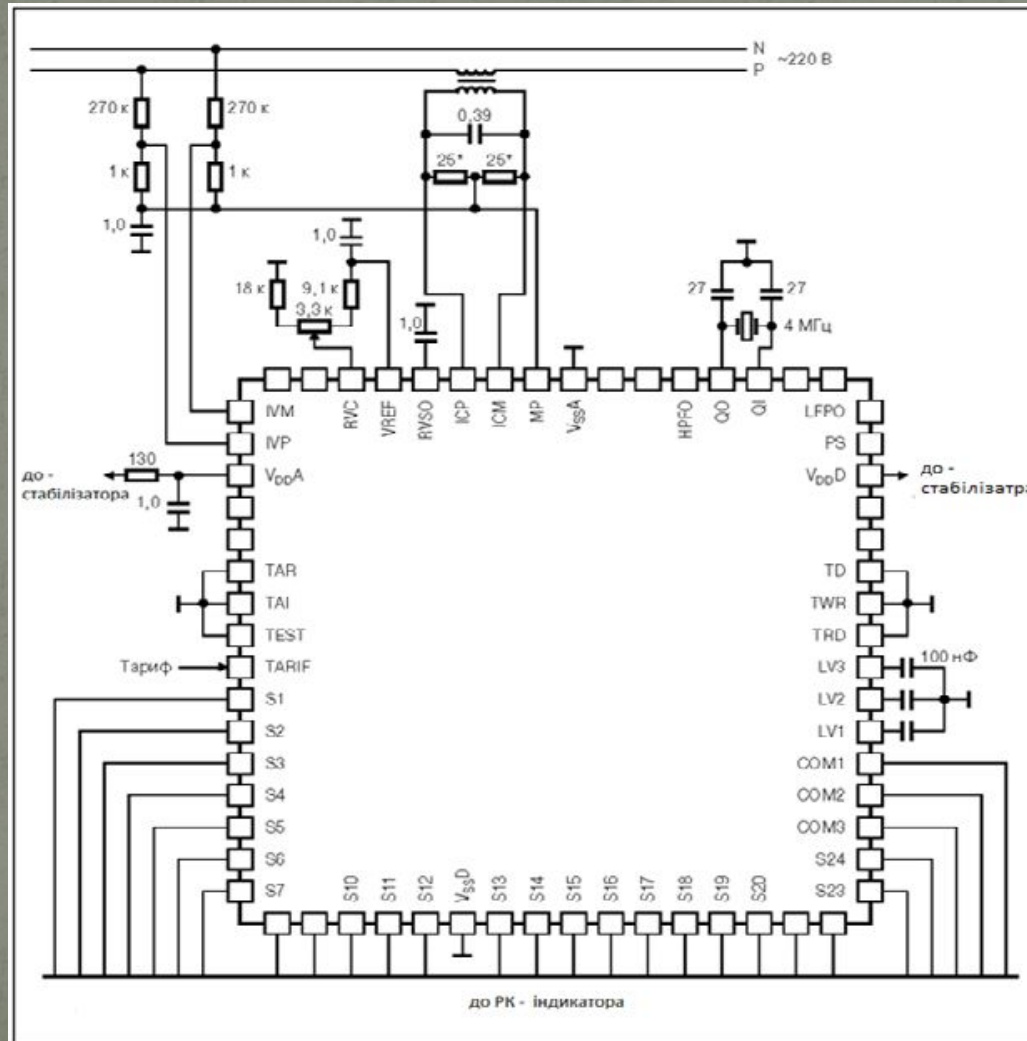 N
~220 В
P
270 к
270 к
0,39
25*
25*
1 к
1 к
1,0
1,0
18 к
9,1 к
3,3 к
1,0
27
27
4 МГц
RVC
VREF
RVSO
ICP
ICM
MP
VSSA
HPFO
QO
QI
IVM
LFPO
IVP
PS
130
VDDA
VDDD
до -
стабілізатора
до -
стабілізатра
1,0
TAR
TD
TAI
TWR
TEST
TRD
Тариф
TARIF
LV3
100 нФ
S1
LV2
S2
LV1
S3
COM1
S4
COM2
S5
COM3
S6
S24
S7
S23
S10
S11
S12
VSSD
S13
S14
S15
S16
S17
S18
S19
S20
до РК - індикатора